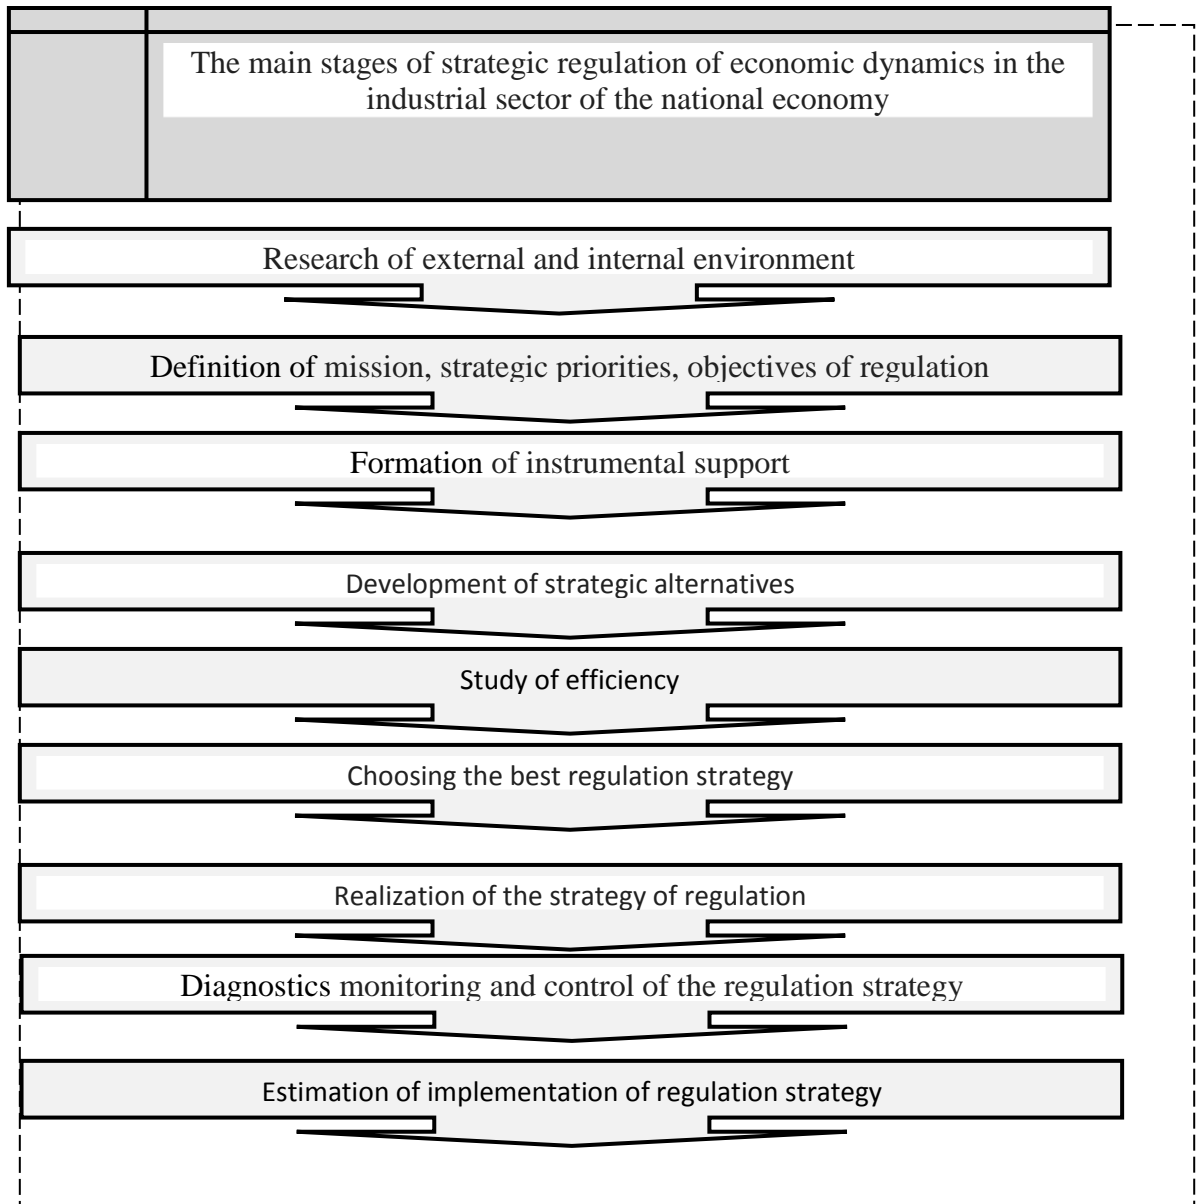 The main stages of strategic regulation of economic dynamics in the
industrial sector of the national economy
Research of external and internal environment
Definition of mission, strategic priorities, objectives of regulation
Formation of instrumental support
Development of strategic alternatives
Study of efficiency
Choosing the best regulation strategy
Realization of the strategy of regulation
Diagnostics monitoring and control of the regulation strategy
Estimation of implementation of regulation strategy